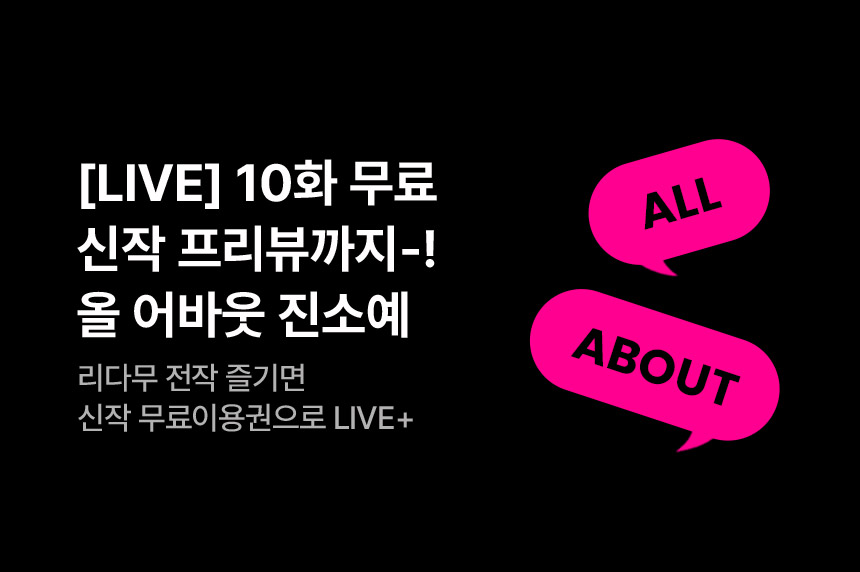 [LIVE] 10화 무료
신작 프리뷰까지-!
올 어바웃 진소예
리다무 전작 즐기면
신작 무료이용권으로 LIVE+
ALL
ABOUT